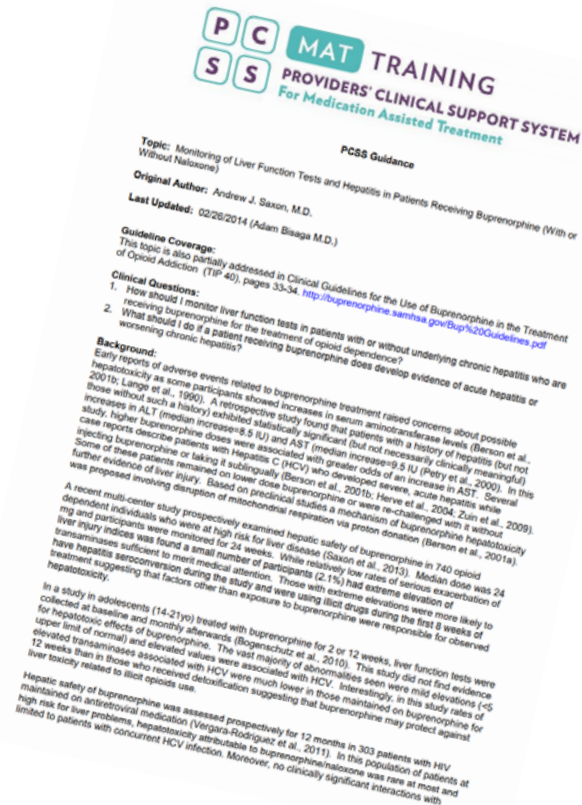 P C
S S
MAT TRAINING
PROVIDERS' CLINICAL SUPPORT SYSTEM
For Medication Assisted Treatment
PCSS Guidance
Topic: Monitoring of Liver Function Tests and Hepatitis in Patients Receiving Buprenorphine (With or
Without Naloxone)
Original Author: Andrew J. Saxon, M.D.
Last Updated: 02/26/2014 (Adam Bisaga M.D.)
Guideline Coverage:
This topic is also partially addressed in Clinical Guidelines for the Use of Buprenorphine in the Treatment
of Opioid Addiction (TIP 40), pages 33-34. http://buprenorphine.samhsa.gov/Bup%20Guidelines.pdf
Clinical Questions:
1. How should I monitor liver function tests in patients with or without underlying chronic hepatitis who are
receiving buprenorphine for the treatment of opioid dependence?
2. What should I do if a patient receiving buprenorphine does develop evidence of acute hepatitis or
worsening chronic hepatitis?
Background:
Early reports of adverse events related to buprenorphine treatment raised concerns about possible
hepatotoxicity as some participants showed increases in serum aminotransferase levels (Berson et al.,
2001b; Lange et al., 1990). A retrospective study found that patients with a history of hepatitis (but not
those without such a history) exhibited statistically significant (but not necessarily clinically meaningful)
increases in ALT (median increase=8.5 IU) and AST (median increase=9.5 IU) (Petry et al., 2000). In this
study, higher buprenorphine doses were associated with greater odds of an increase in AST. Several
case reports describe patients with Hepatitis C (HCV) who developed severe, acute hepatitis while
injecting buprenorphine or taking it sublingually (Berson et al., 2001b; Herve et al., 2004; Zuin et al., 2009).
Some of these patients remained on lower dose buprenorphine or were re-challenged with it without
further evidence of liver injury. Based on preclinical studies a mechanism of buprenorphine hepatotoxicity
was proposed involving disruption of mitochondrial respiration via proton donation (Berson et al., 2001a).
A recent multi-center study prospectively examined hepatic safety of buprenorphine in 740 opioid
dependent individuals who were at high risk for liver disease (Saxon et al., 2013). Median dose was 24
mg and participants were monitored for 24 weeks. While relatively low rates of serious exacerbation of
liver injury indices was found a small number of participants (2.1%) had extreme elevation of
transaminases sufficient to merit medical attention. Those with extreme elevations were more likely to
have hepatitis seroconversion during the study and were using illicit drugs during the first 8 weeks of
treatment suggesting that factors other than exposure to buprenorphine were responsible for observed
hepatotoxicity.
In a study in adolescents (14-21yo) treated with buprenorphine for 2 or 12 weeks, liver function tests were
collected at baseline and monthly afterwards (Bogenschutz et al., 2010). This study did not find evidence
for hepatotoxic effects of buprenorphine. The vast majority of abnormalities seen were mild elevations (<5
upper limit of normal) and elevated values were associated with HCV. Interestingly, in this study rates of
elevated transaminases associated with HCV were much lower in those maintained on buprenorphine for
12 weeks than in those who received detoxification suggesting that buprenorphine may protect against
liver toxicity related to illicit opioids use.
Hepatic safety of buprenorphine was assessed prospectively for 12 months in 303 patients with HIV
maintained on antiretroviral medication (Vergara-Rodriguez et al., 2011). In this population of patients at
high risk for liver problems, hepatotoxicity attributable to buprenorphine/naloxone was rare at most and
limited to patients with concurrent HCV infection. Moreover, no clinically significant interactions with